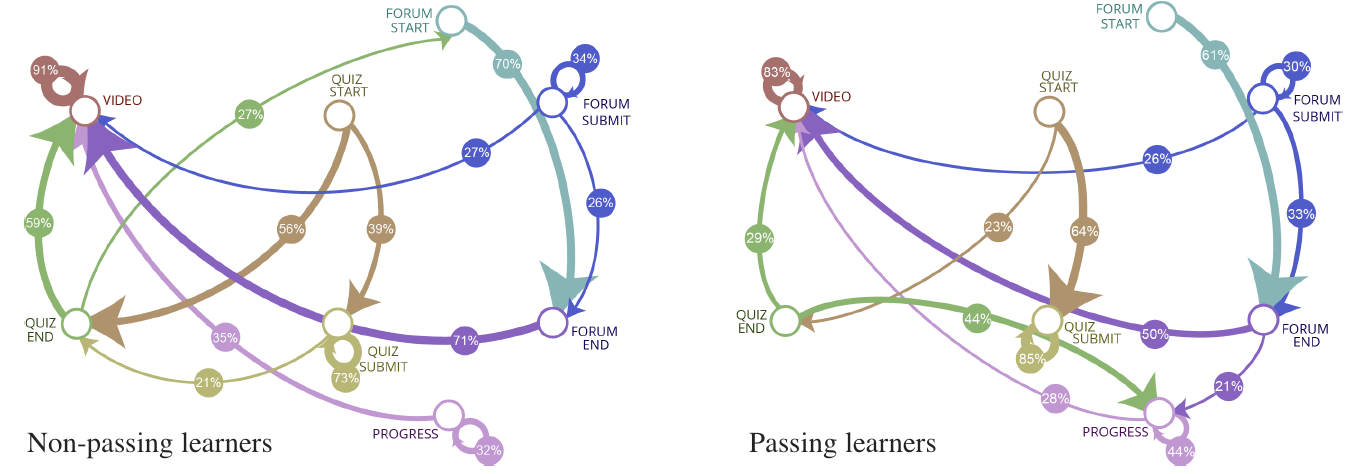 FORUM
START
70%
34%
91%
VIDEO
QUIZ
START
FORUM
SUBMIT
27%
27%
59%
56%
39%
26%
QUIZ
END
35%
71%
FORUM
END
QUIZ
SUBMIT
21%
73%
PROGRESS
32%
Non-passing learners
FORUM
START
61%
30%
83%
VIDEO
QUIZ
START
FORUM
SUBMIT
26%
29%
23%
64%
33%
QUIZ
END
44%
QUIZ
SUBMIT
50%
FORUM
END
85%
28%
21%
PROGRESS
44%
Passing learners